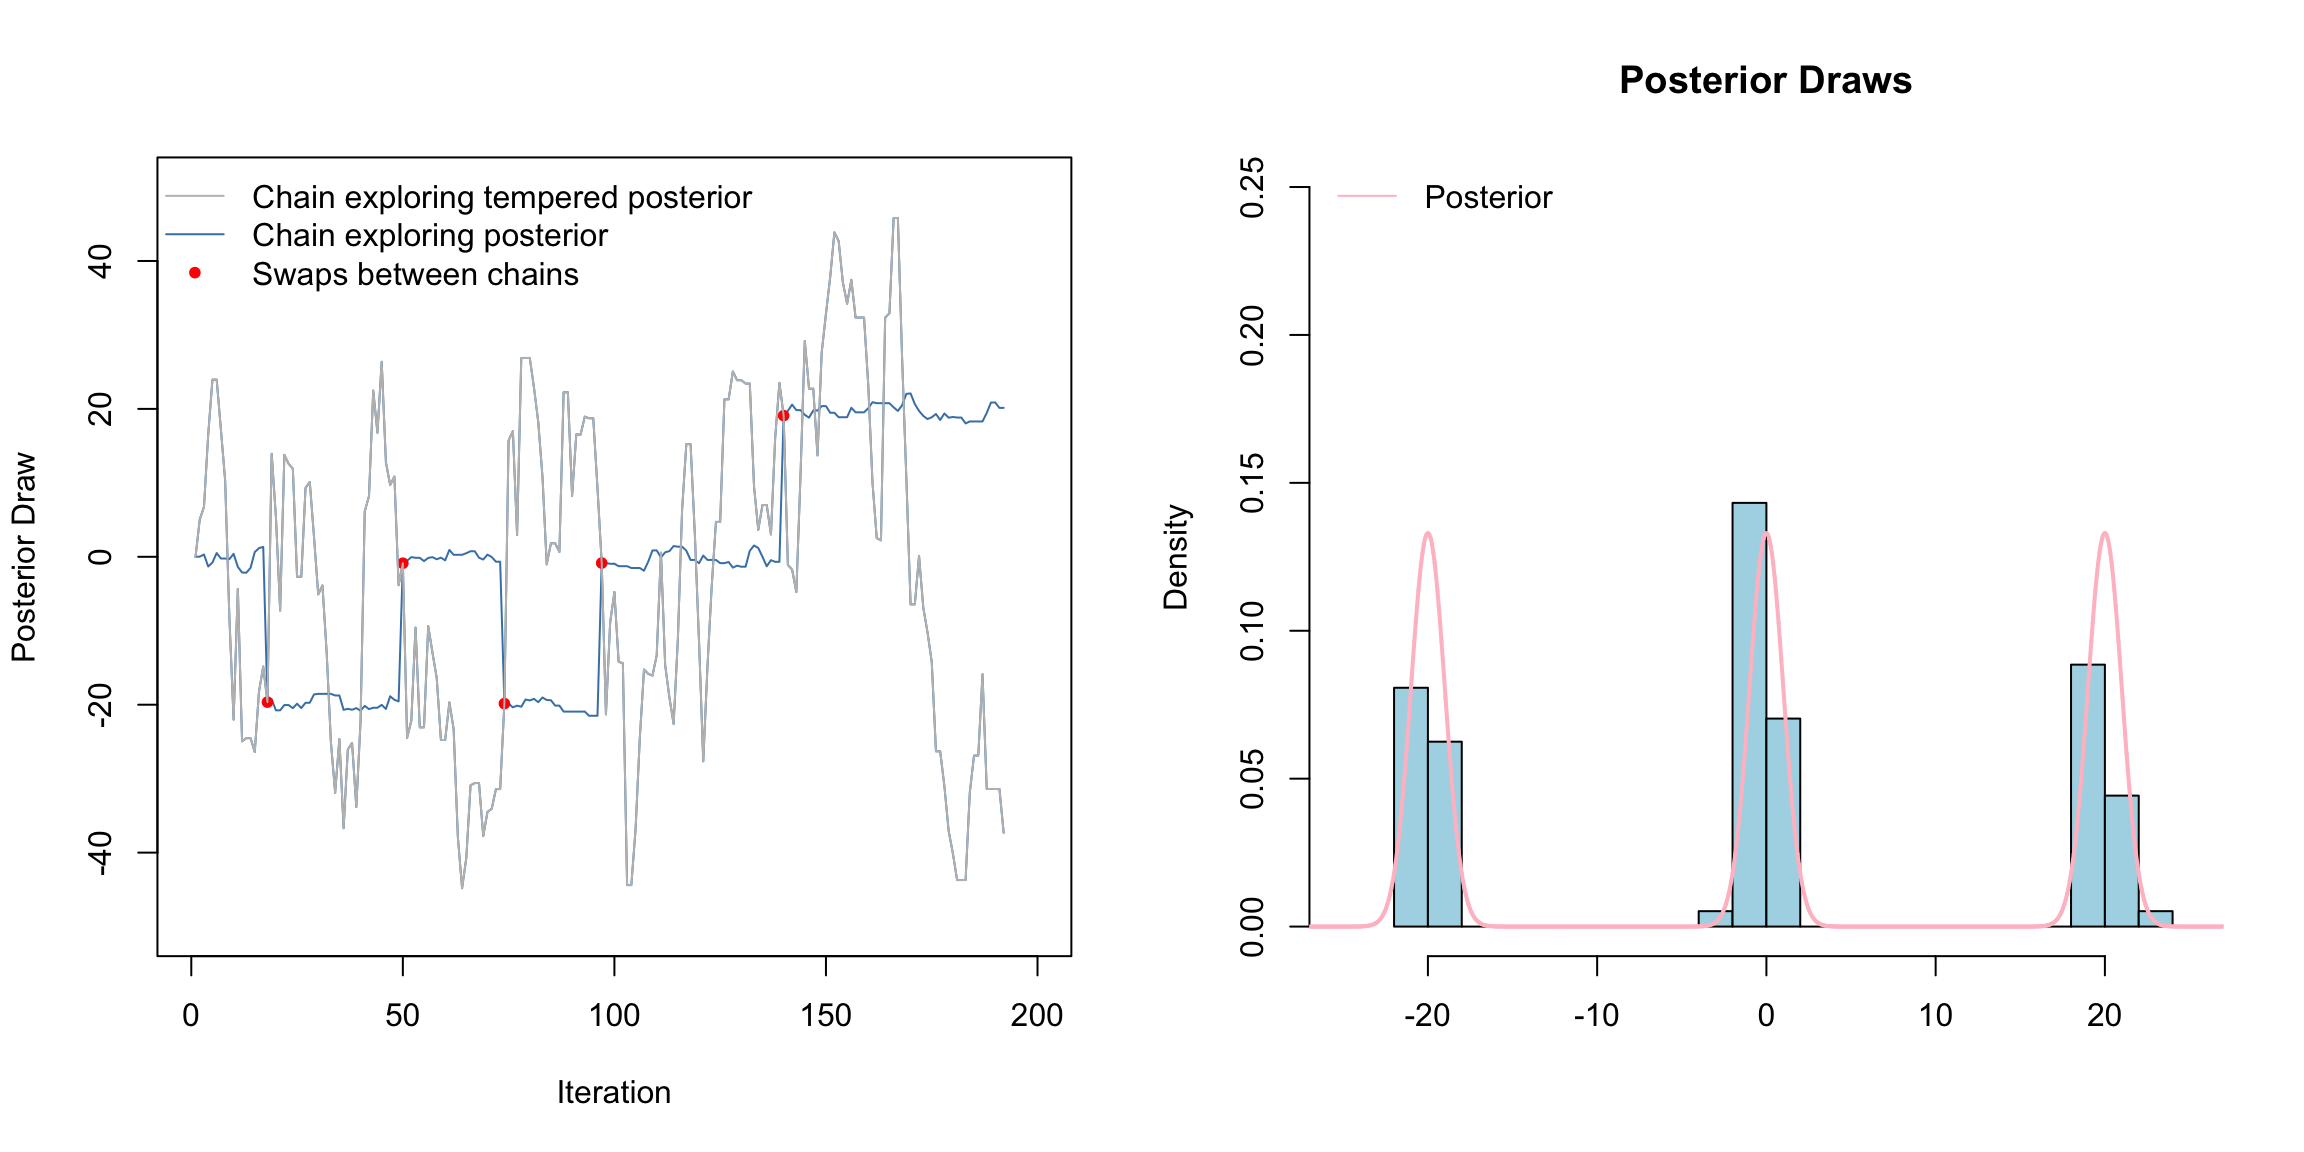 Chain exploring tempered posterior
Chain exploring posterior
Swaps between chains
Posterior Draw
40
20
0
-20
-40
0 50 100 150 200
Iteration
Posterior Draws
Posterior
Density
0.25
0.20
0.15
0.10
0.05
0.00
-20 -10 0 10 20